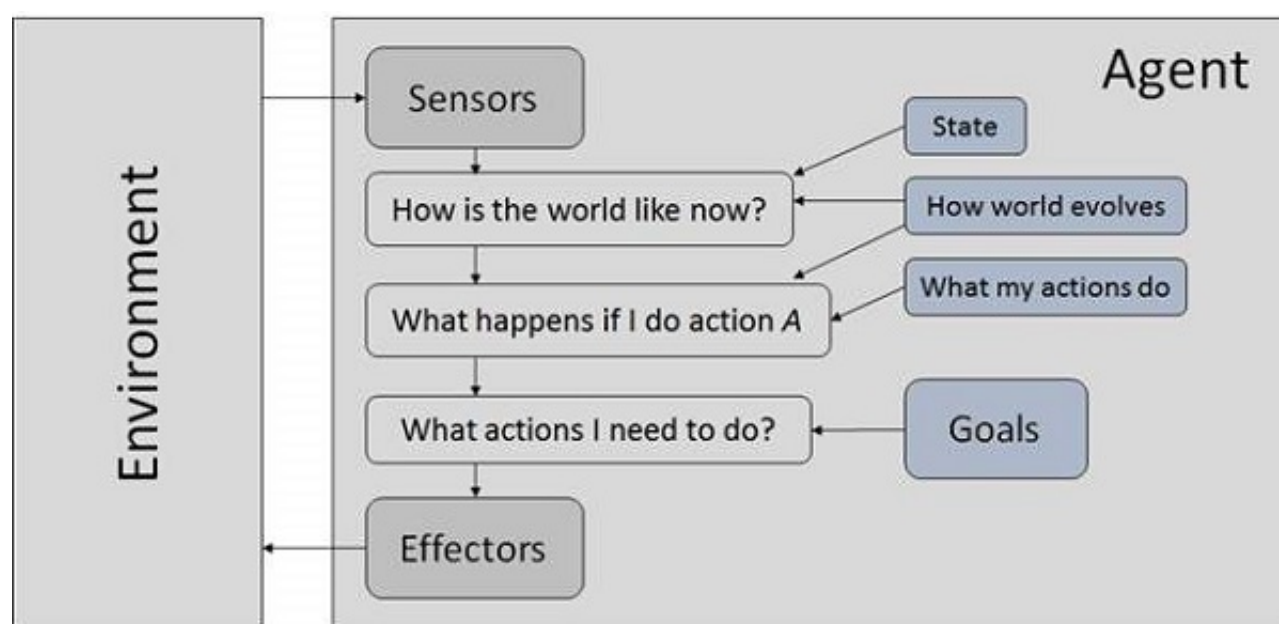 Environment
Agent
Sensors
State
How is the world like now?
How world evolves
What my actions do
What happens if I do action A
What actions I need to do?
Goals
Effectors